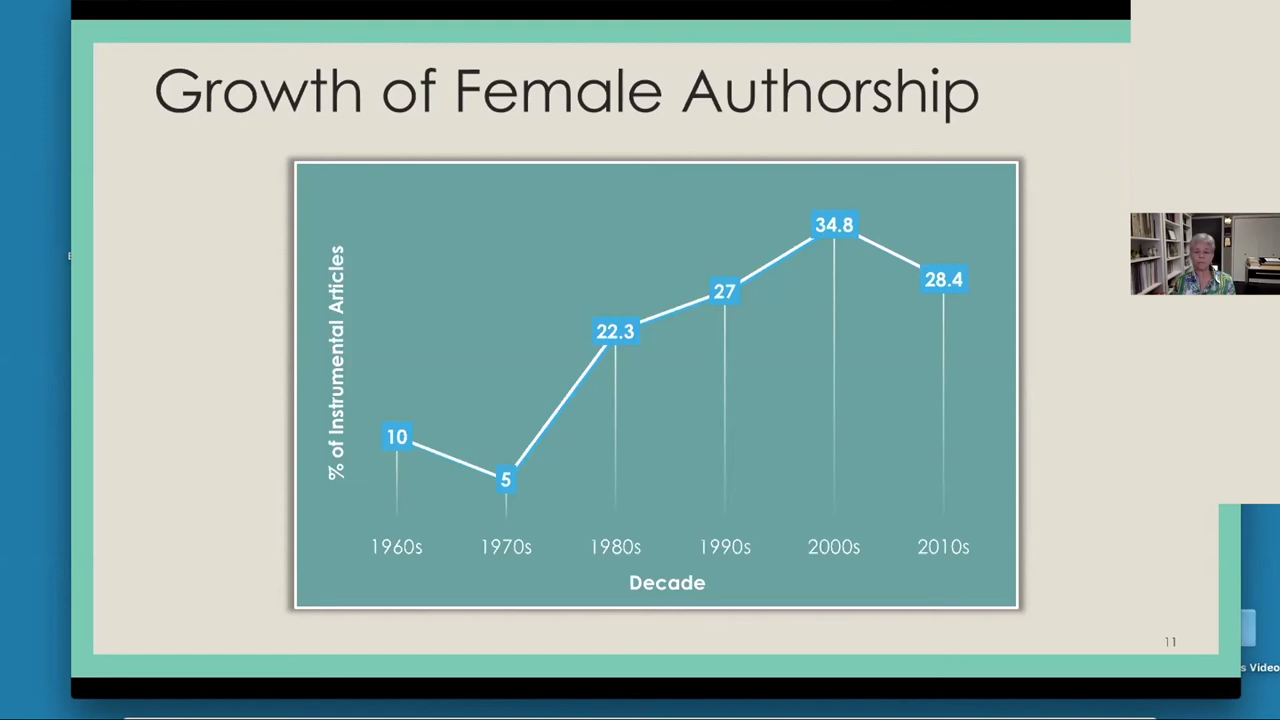 Growth of Female Authorship
% of Instrumental Articles
34.8
28.4
27
22.3
10
5
1960s 1970s 1980s 1990s 2000s 2010s
Decade
11
s Video